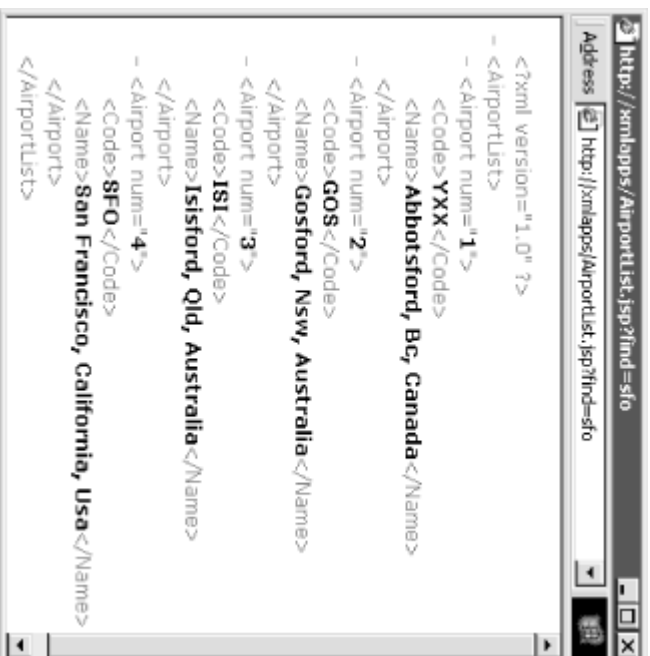 http://xmlapps/AirportList.jsp?find=sfo
Address http://xmlapps/AirportList.jsp?find=sfo
<?xml version="1.0" ?>
- <AirportList>
- <Airport num="1">
<Code>YXX</Code>
<Name>Abbotsford, Bc, Canada</Name>
</Airport>
- <Airport num="2">
<Code>GOS</Code>
<Name>Gosford, Nsw, Australia</Name>
</Airport>
- <Airport num="3">
<Code>ISI</Code>
<Name>Isisford, Qld, Australia</Name>
</Airport>
- <Airport num="4">
<Code>SFO</Code>
<Name>San Francisco, California, Usa</Name>
</Airport>
</AirportList>